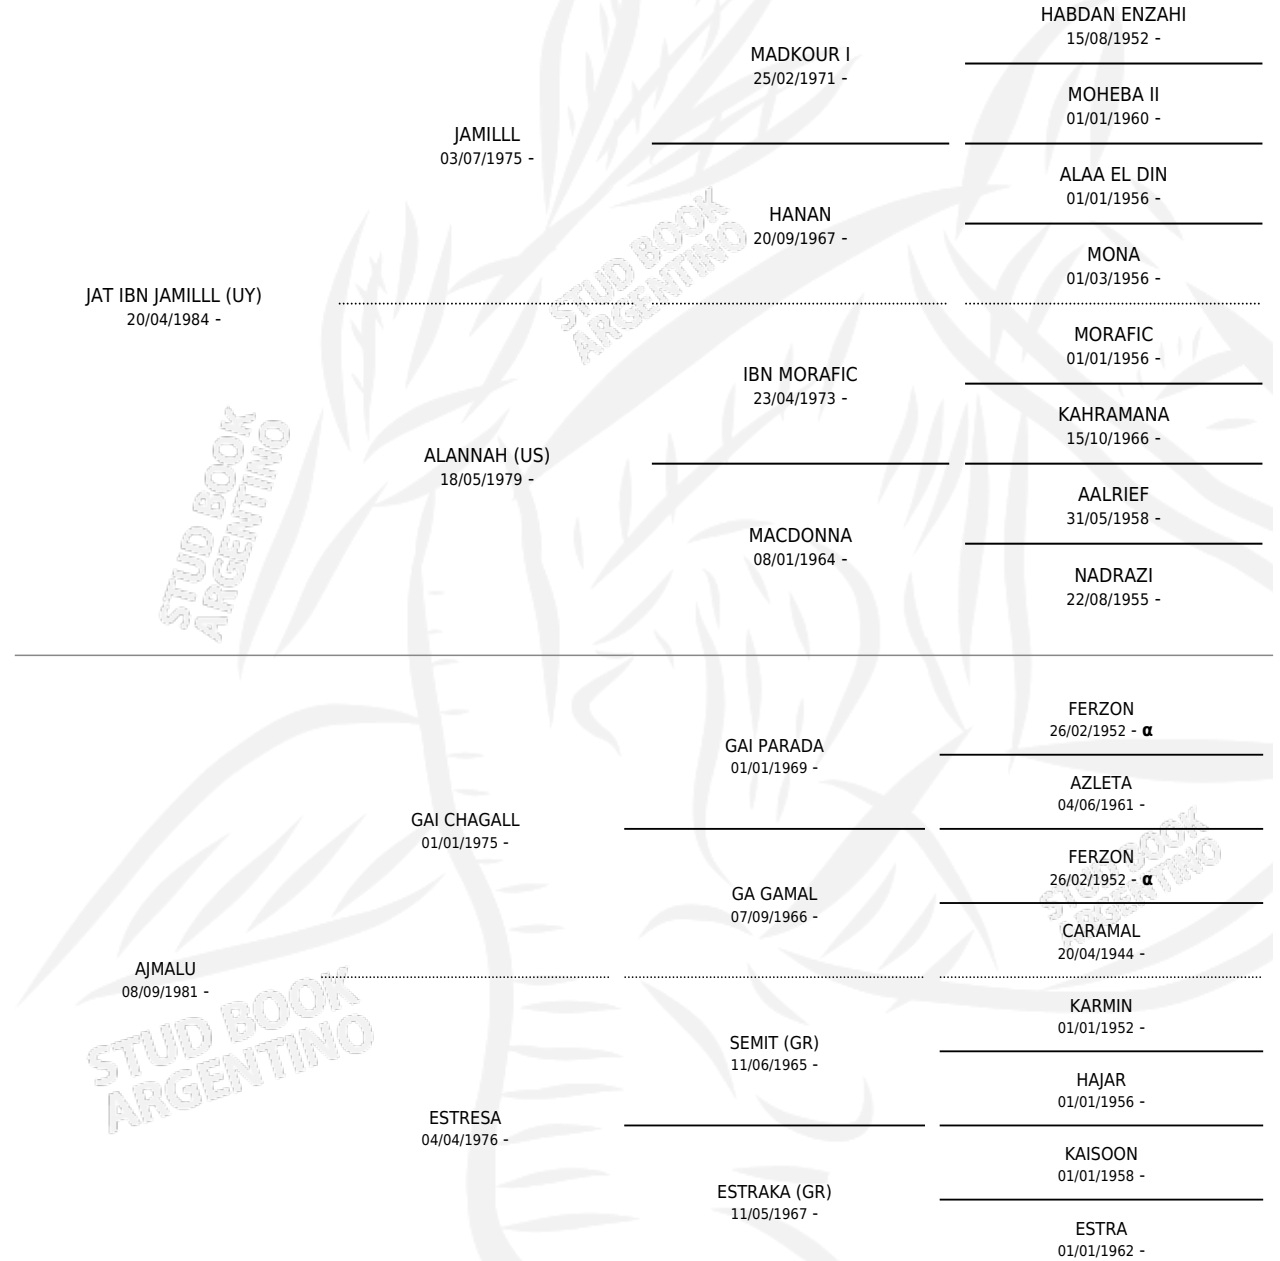 HABDAN ENZAHI
15/08/1952 -
MADKOUR I
25/02/1971 -
MOHEBA II
01/01/1960 -
JAMILLL
03/07/1975 -
ALAA EL DIN
01/01/1956 -
HANAN
20/09/1967 -
MONA
01/03/1956 -
JAT IBN JAMILLL (UY)
20/04/1984 -
MORAFIC
01/01/1956 -
IBN MORAFIC
23/04/1973 -
KAHRAMANA
15/10/1966 -
ALANNAH (US)
18/05/1979 -
AALRIEF
31/05/1958 -
MACDONNA
08/01/1964 -
NADRAZI
22/08/1955 -
STUD BOOK
ARGENTINO
STUD BOOK
ARGENTINO
FERZON
26/02/1952 - α
GAI PARADA
01/01/1969 -
AZLETA
04/06/1961 -
GAI CHAGALL
01/01/1975 -
FERZON
26/02/1952 - α
GA GAMAL
07/09/1966 -
CARAMAL
20/04/1944 -
AJMALU
08/09/1981 -
KARMIN
01/01/1952 -
SEMIT (GR)
11/06/1965 -
HAJAR
01/01/1956 -
ESTRESA
04/04/1976 -
KAISOON
01/01/1958 -
ESTRAKA (GR)
11/05/1967 -
ESTRA
01/01/1962 -
STUD BOOK
ARGENTINO
STUD BOOK
ARGENTINO